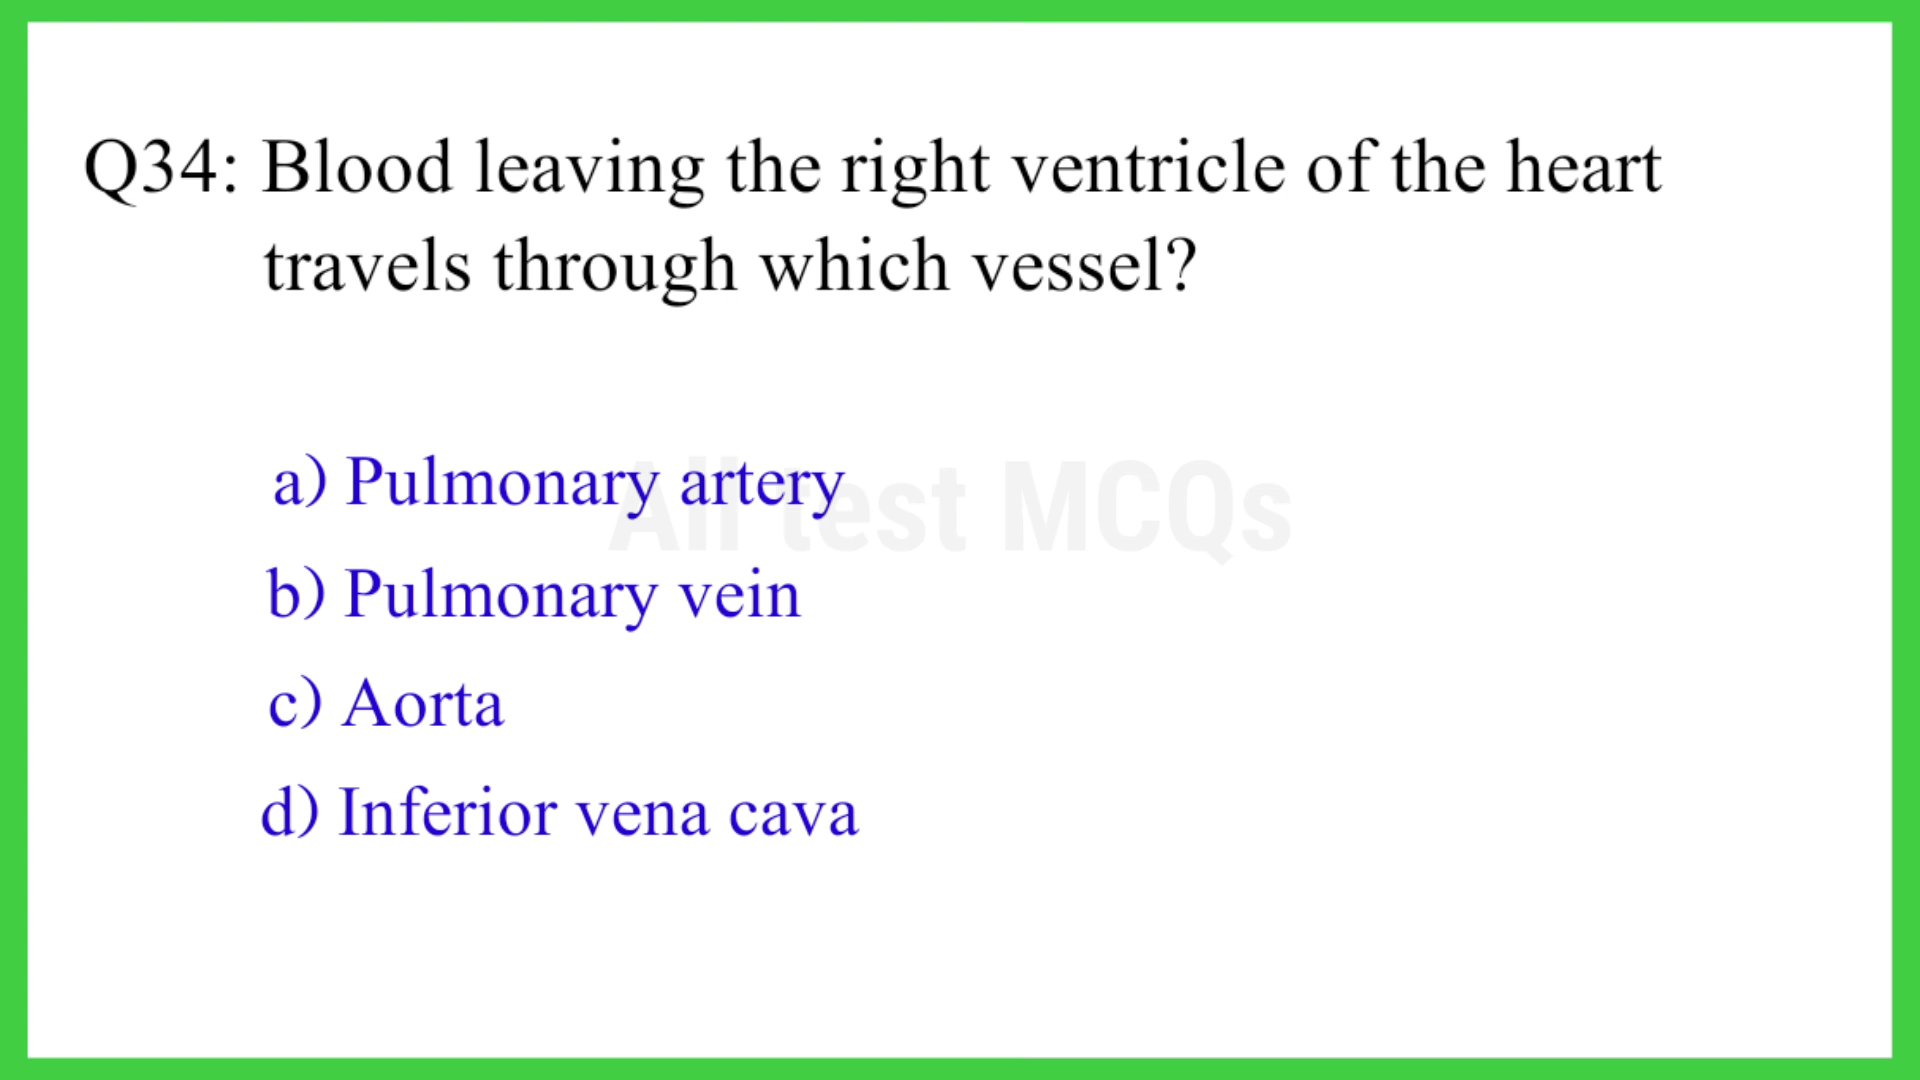 Q34: Blood leaving the right ventricle of the heart
travels through which vessel?
a) Pulmonary artery
All test MCQs
b) Pulmonary vein
c) Aorta
d) Inferior vena cava